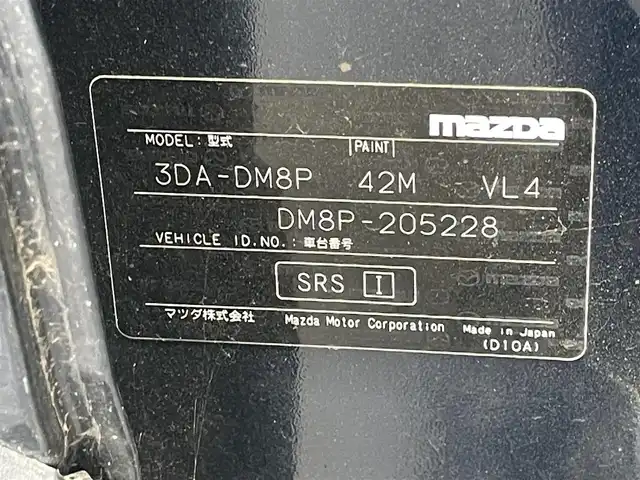 mazda
MODEL: 型式 PAINT
3DA-DM8P 42M VL4
DM8P-205228
VEHICLE ID.NO.: 車台番号
SRS I
マツダ株式会社 Mazda Motor Corporation Made in Japan
(D10A)